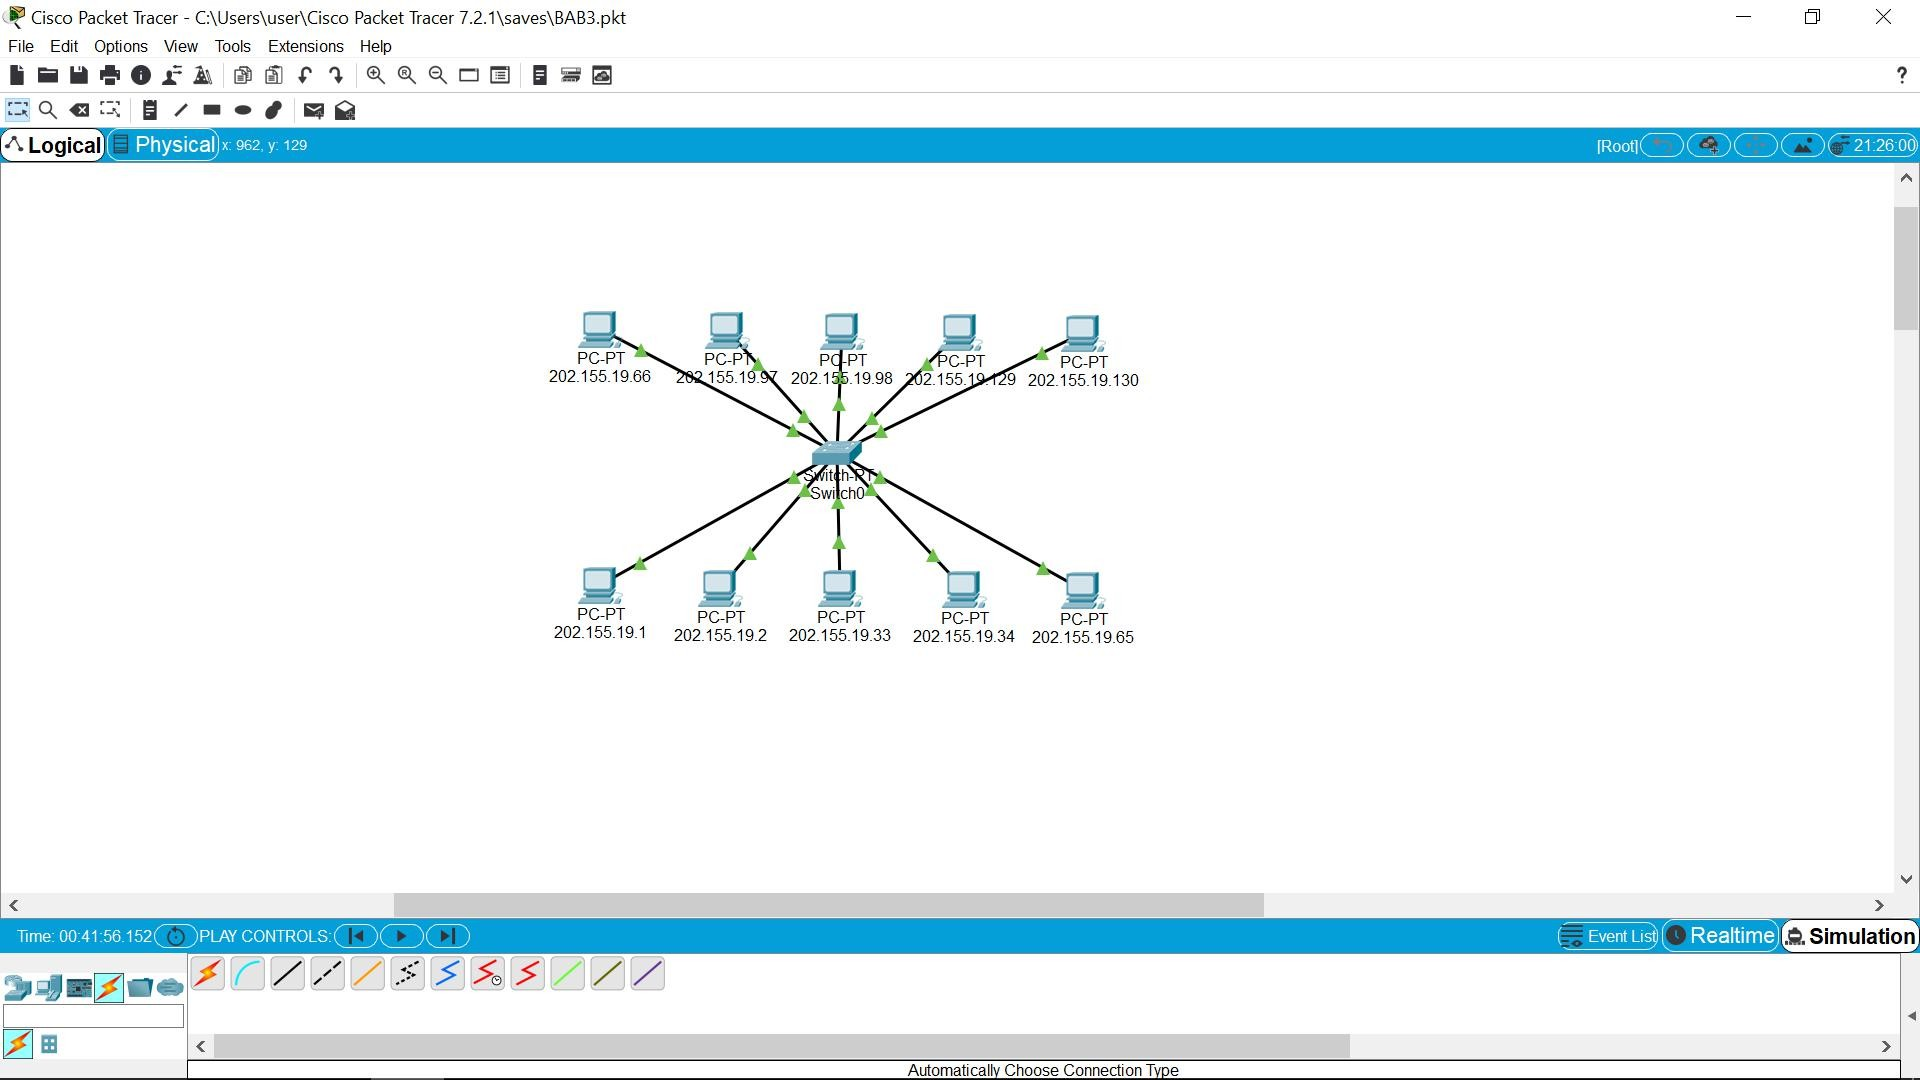 Cisco Packet Tracer - C:\Users\user\Cisco Packet Tracer 7.2.1\saves\BAB3.pkt
File Edit Options View Tools Extensions Help
?
Logical Physical x: 962, y: 129 [Root] 21:26:00
PC-PT PC-PT PC-PT PC-PT PC-PT
202.155.19.66 202.155.19.97 202.155.19.98 202.155.19.129 202.155.19.130
Switch-PT
Switch0
PC-PT PC-PT PC-PT PC-PT PC-PT
202.155.19.1 202.155.19.2 202.155.19.33 202.155.19.34 202.155.19.65
Time: 00:41:56.152 PLAY CONTROLS: Event List Realtime Simulation
Automatically Choose Connection Type